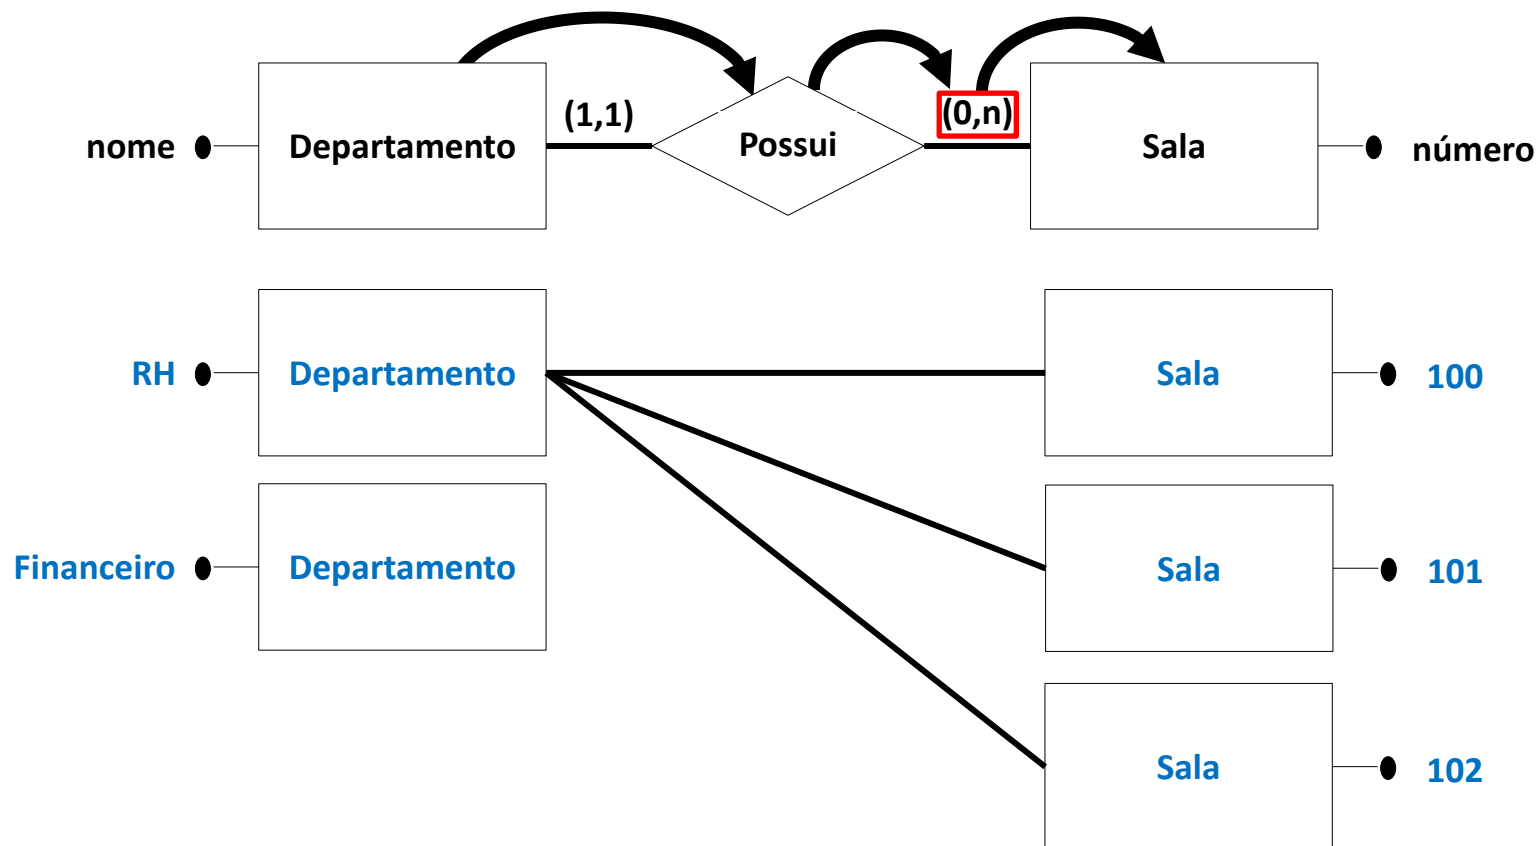 nome Departamento (1,1) Possui (0,n) Sala número
RH Departamento Sala 100
Financeiro Departamento Sala 101
Sala 102